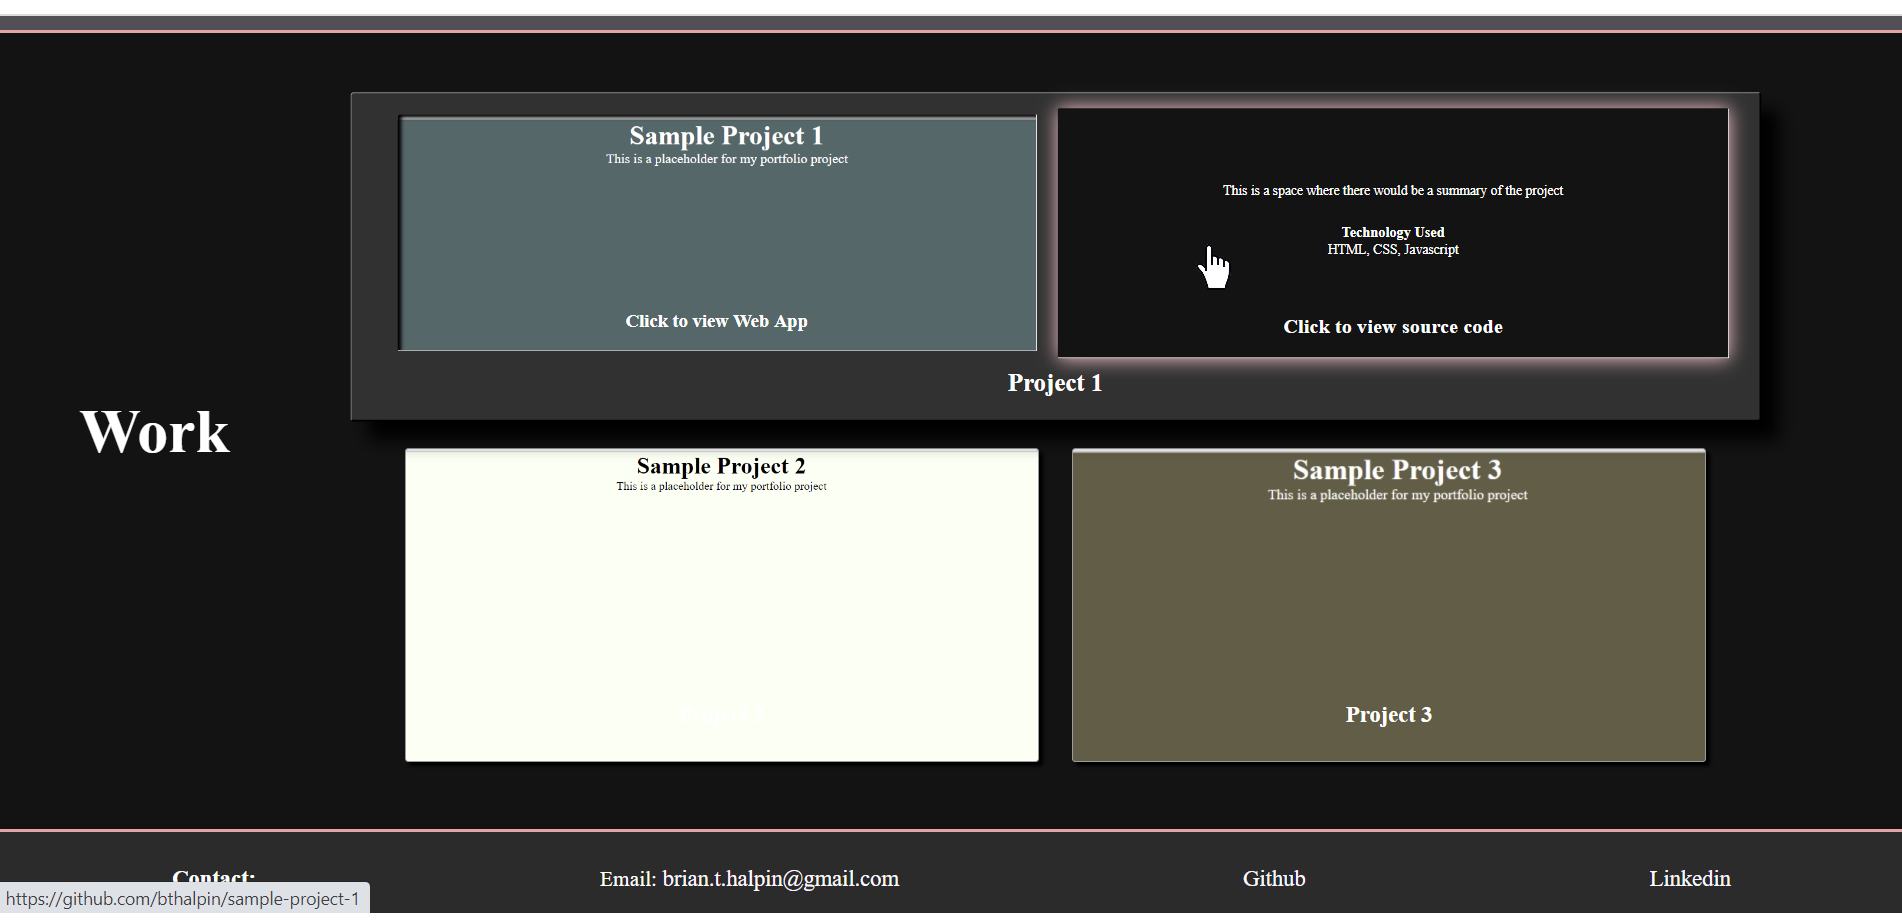 Sample Project 1
This is a placeholder for my portfolio project
Click to view Web App
This is a space where there would be a summary of the project
Technology Used
HTML, CSS, Javascript
Click to view source code
Project 1
Work
Sample Project 2
This is a placeholder for my portfolio project
Sample Project 3
This is a placeholder for my portfolio project
Project 3
Contact:
Email: brian.t.halpin@gmail.com
Github
Linkedin
https://github.com/bthalpin/sample-project-1